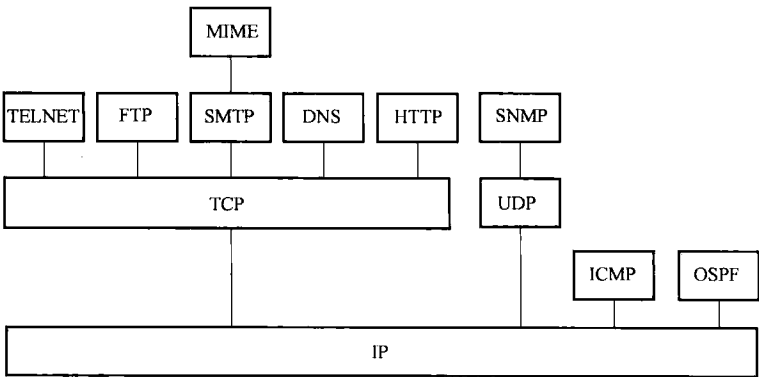 MIME
TELNET FTP SMTP DNS HTTP SNMP
TCP UDP
ICMP OSPF
IP